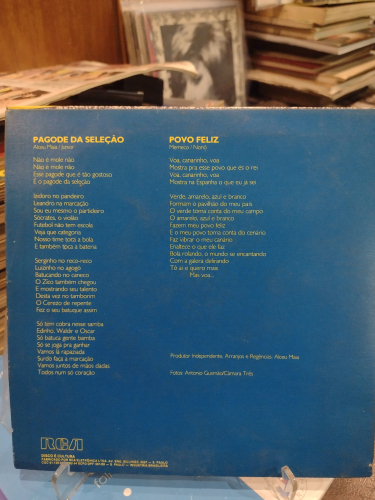 PAGODE DA SELEÇÃO
Alceu Maia / Junior
Não é mole não
Não é mole não
Esse pagode que é tão gostoso
É o pagode da seleção
Isidoro no pandeiro
Leandro na marcação
Sou eu mesmo o partideiro
Sócrates, o violão
Futebol não tem escola
Veja que categoria
Nosso time toca a bola
E também toca a bateria
Serginho no reco-reco
Luizinho no agogô
Batucando no caneco
O Zico também chegou
E mostrando seu talento
Desta vez no tamborim
O Cerezo de repente
Fez o seu batuque assim
Só tem cobra nesse samba
Edinho, Waldir e Oscar
Só batuca gente bamba
Só se joga pra ganhar
Vamos lá rapaziada
Surdo faça a marcação
Vamos juntos de mãos dadas
Todos num só coração
POVO FELIZ
Memeco / Nonô
Voa, canarinho, voa
Mostra pra esse povo que és o rei
Voa, canarinho, voa
Mostra na Espanha o que eu já sei
Verde, amarelo, azul e branco
Formam o pavilhão do meu país
O verde toma conta do meu campo
O amarelo, azul e branco
Fazem meu povo feliz
E o meu povo toma conta do cenário
Faz vibrar o meu canário
Enaltece o que ele faz
Bola rolando, o mundo se encantando
Com a galera delirando
Tô aí e quero mais
Mas voa...
Produtor Independente, Arranjos e Regências: Alceu Maia
Fotos: Antonio Guerreiro/Câmara Três
RCA
DISCO É CULTURA
foli